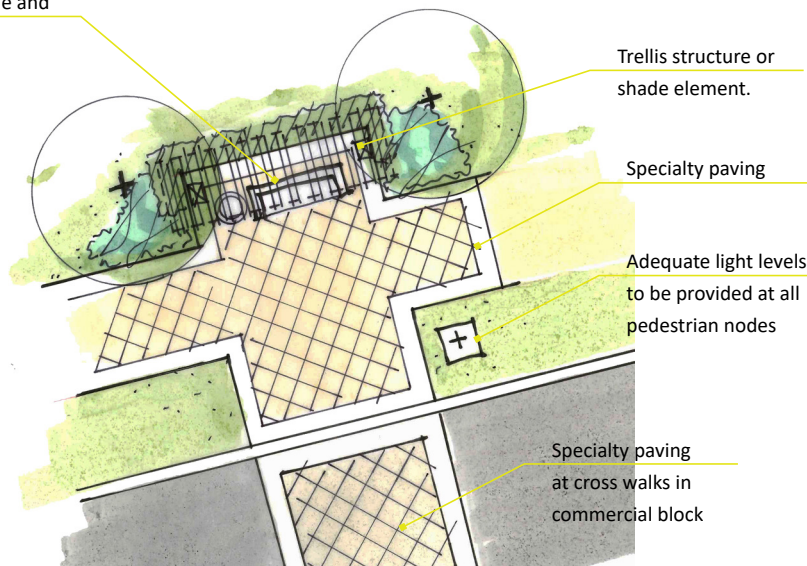 and
Trellis structure or
shade element.
Specialty paving
Adequate light levels
to be provided at all
pedestrian nodes
Specialty paving
at cross walks in
commercial block